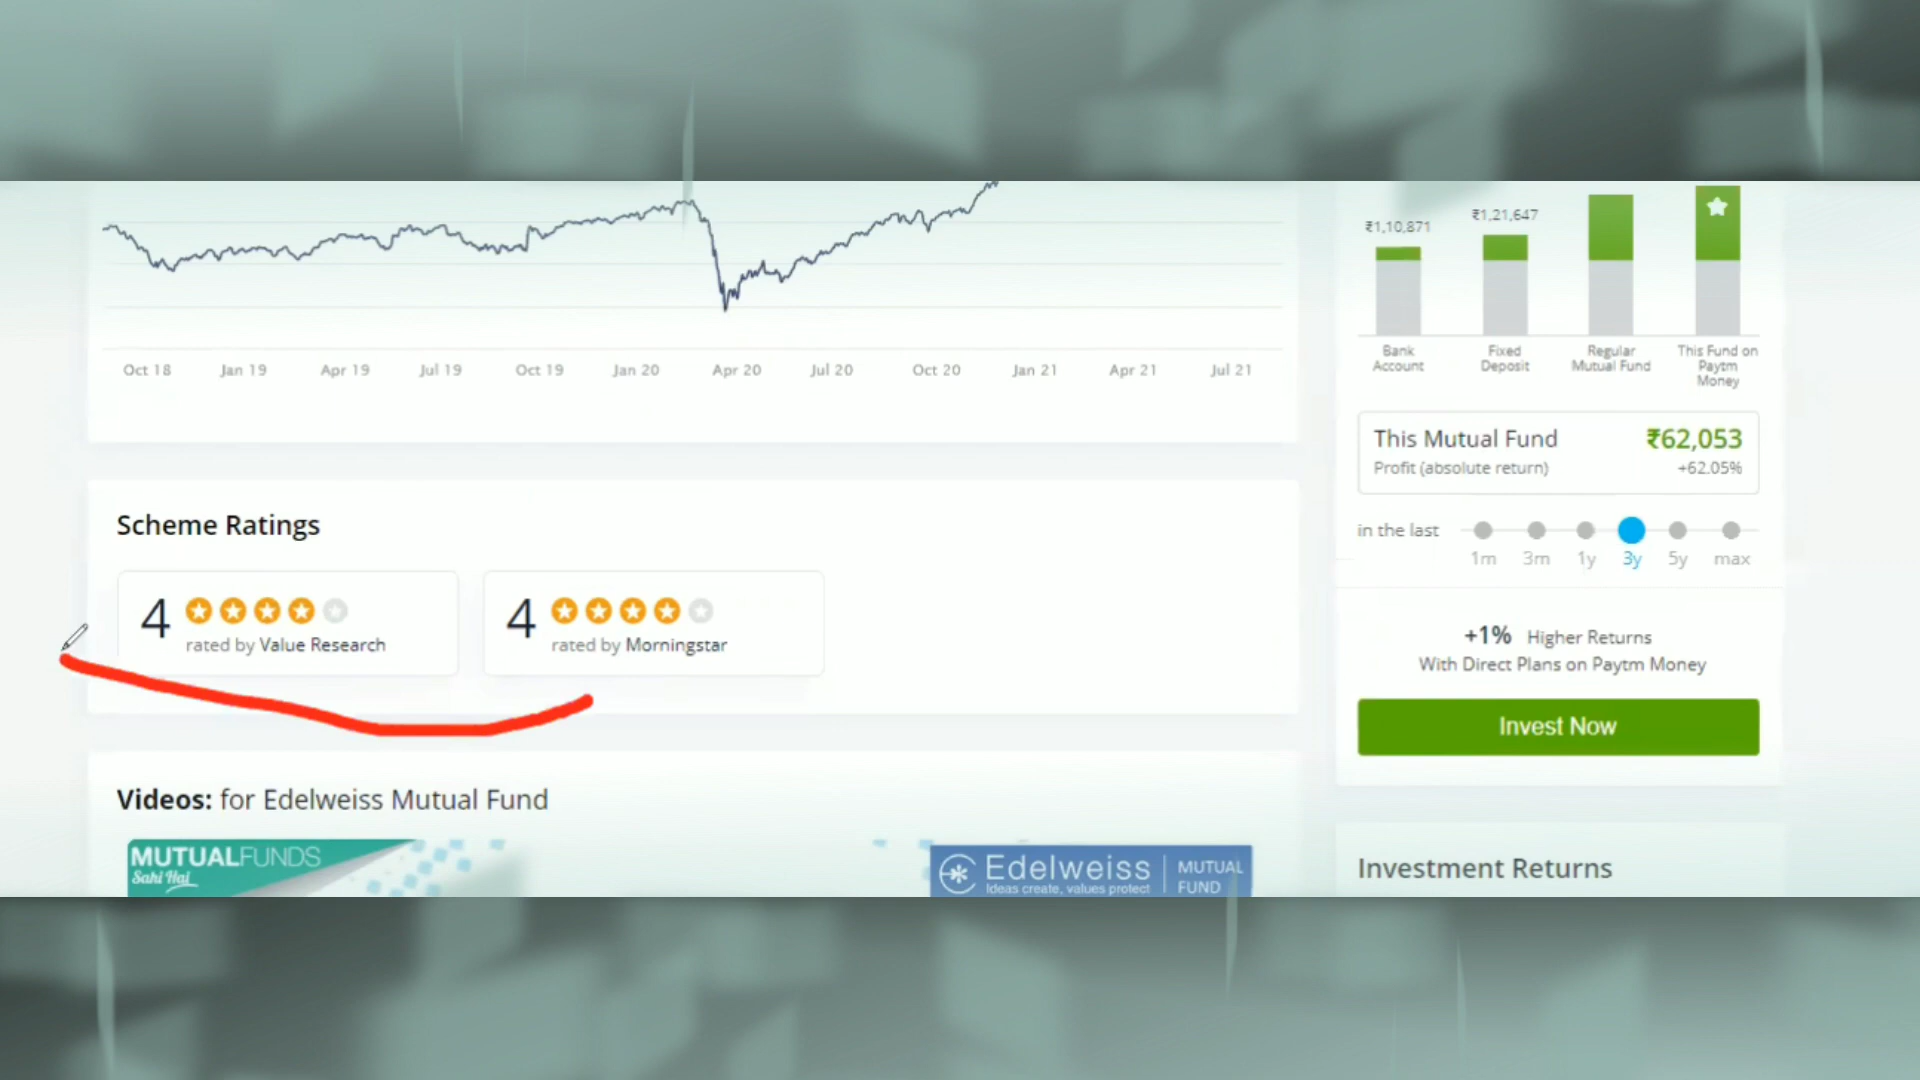 Oct 18 Jan 19 Apr 19 Jul 19 Oct 19 Jan 20 Apr 20 Jul 20 Oct 20 Jan 21 Apr 21 Jul 21
Scheme Ratings
4
rated by Value Research
4
rated by Morningstar
Videos: for Edelweiss Mutual Fund
MUTUALFUNDS
Sahi Hai
Edelweiss
Ideas create, values protect
MUTUAL
FUND
₹1,10,871
₹1,21,647
Bank
Account
Fixed
Deposit
Regular
Mutual Fund
This Fund on
Paytm
Money
This Mutual Fund ₹62,053
Profit (absolute return) +62.05%
in the last
1m 3m 1y 3y 5y max
+1% Higher Returns
With Direct Plans on Paytm Money
Invest Now
Investment Returns